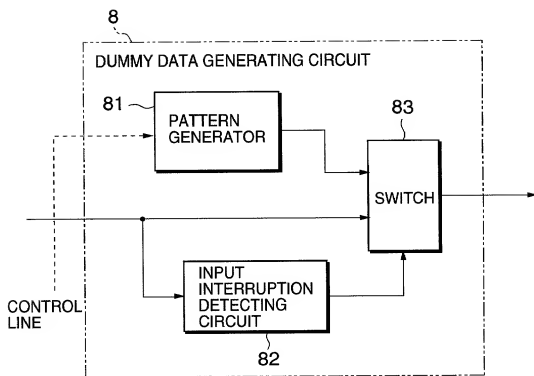 8
DUMMY DATA GENERATING CIRCUIT
81
PATTERN
GENERATOR
83
SWITCH
INPUT
INTERRUPTION
DETECTING
CIRCUIT
CONTROL
LINE
82